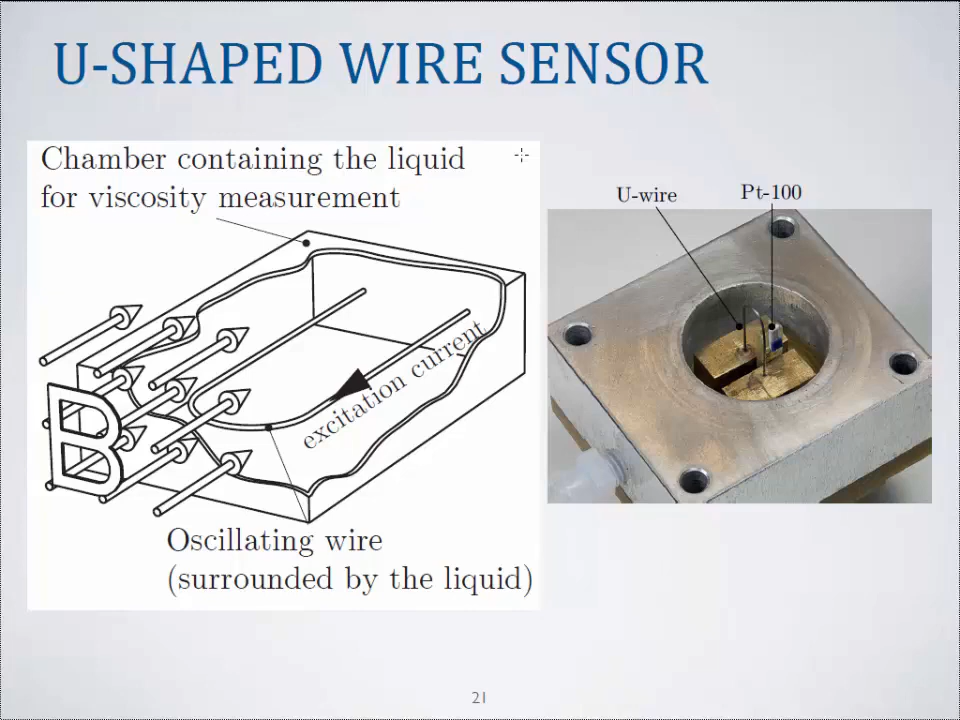 U-SHAPED WIRE SENSOR
Chamber containing the liquid
for viscosity measurement
U-wire
Pt-100
B
excitation current
Oscillating wire
(surrounded by the liquid)
21